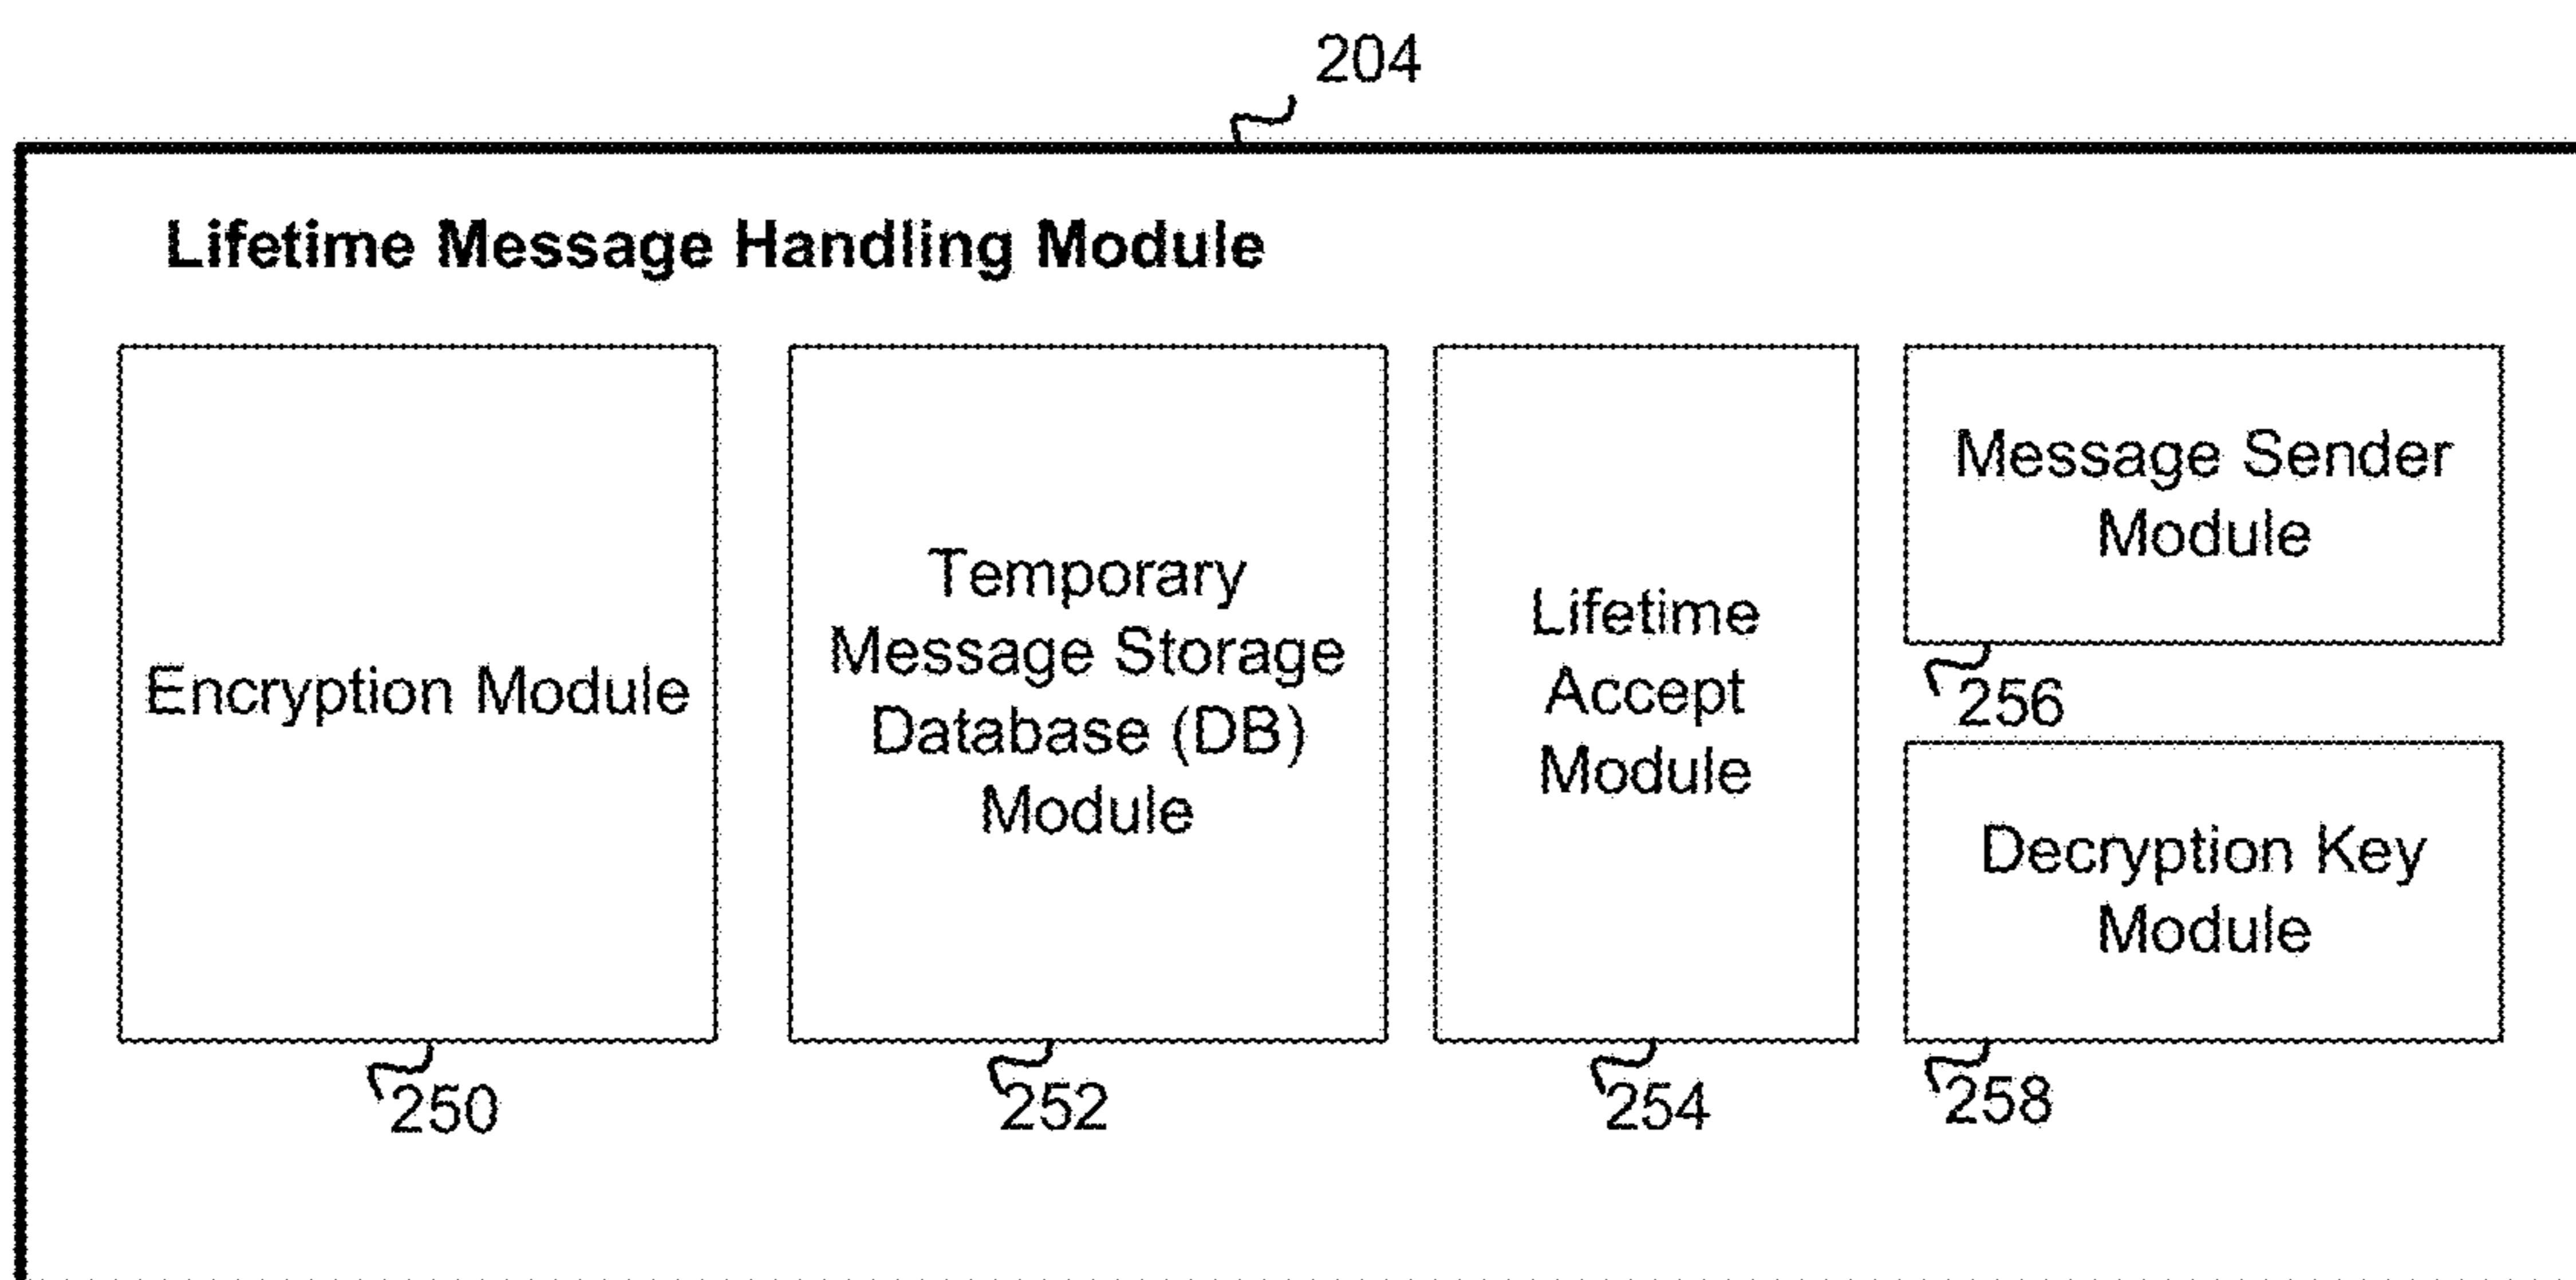 204
Lifetime Message Handling Module
Encryption Module
250
Temporary
Message Storage
Database (DB)
Module
252
Lifetime
Accept
Module
254
Message Sender
Module
256
Decryption Key
Module
258